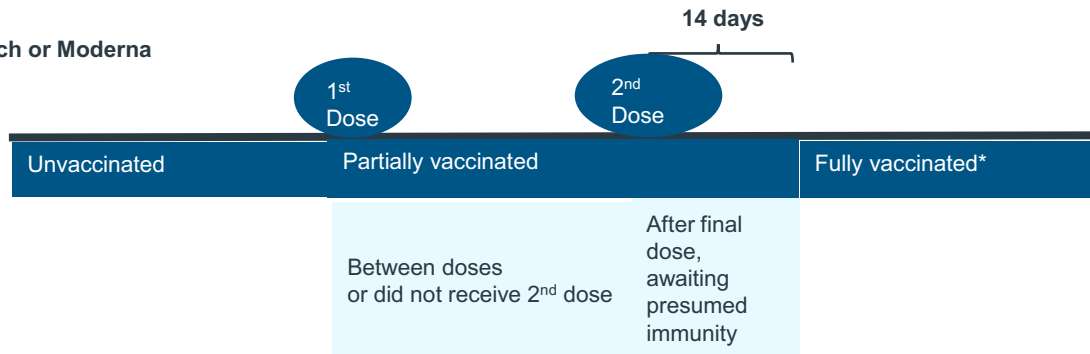 14 days
ch or Moderna
1st
Dose
2nd
Dose
Unvaccinated
Partially vaccinated
Fully vaccinated*
Between doses
or did not receive 2nd dose
After final
dose,
awaiting
presumed
immunity